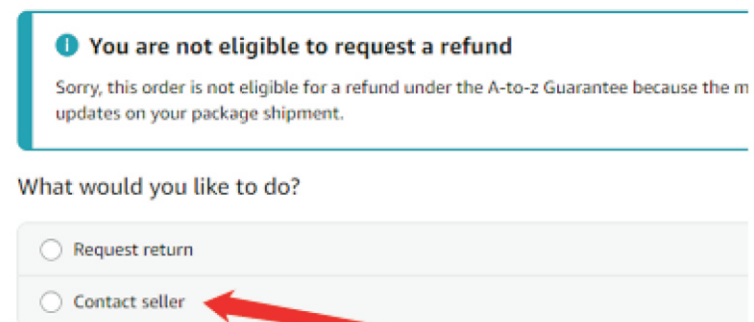 You are not eligible to request a refund
Sorry, this order is not eligible for a refund under the A-to-z Guarantee because the
updates on your package shipment.
What would you like to do?
Request return
Contact seller